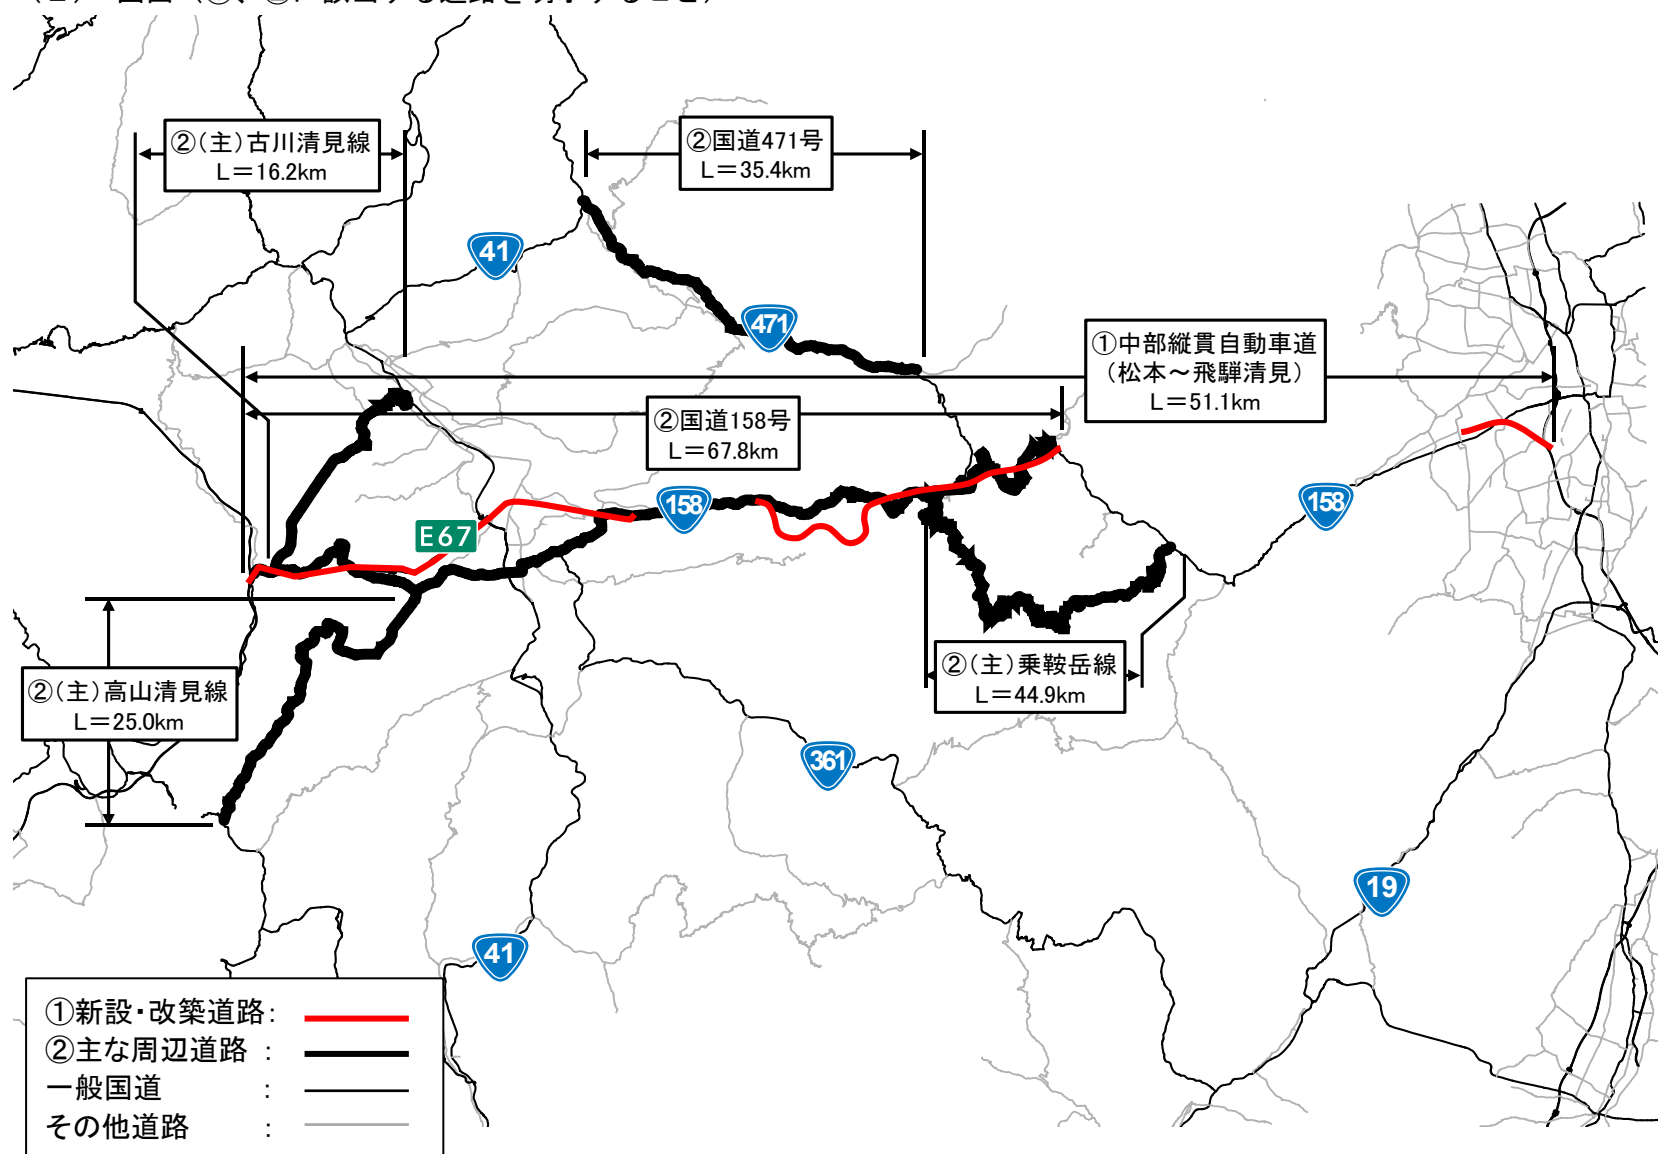 ②(主)古川清見線
L=16.2km
②国道471号
L=35.4km
41
471
①中部縦貫自動車道
(松本～飛騨清見)
L=51.1km
②国道158号
L=67.8km
158
158
E67
②(主)高山清見線
L=25.0km
②(主)乗鞍岳線
L=44.9km
361
19
41
①新設・改築道路:
②主な周辺道路 :
一般国道 :
その他道路 :